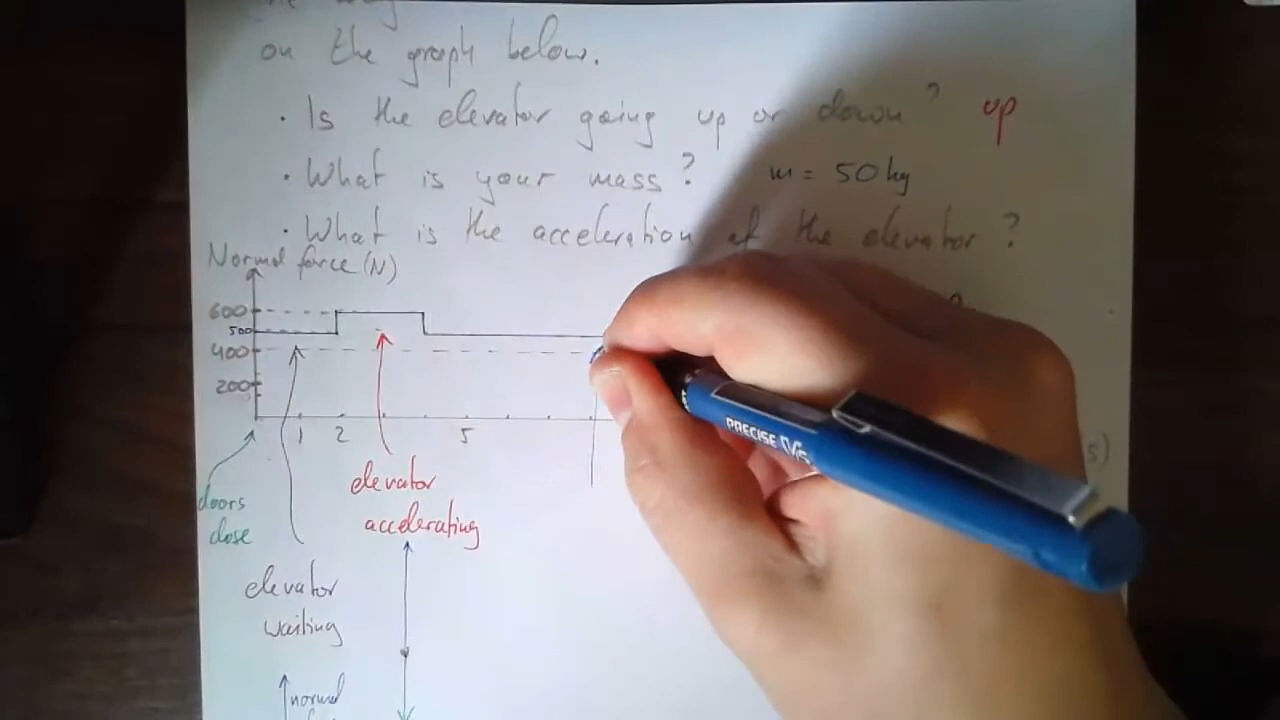 on the graph below.
· Is the elevator going up or down? up
· What is your mass? m = 50 kg
· What is the acceleration of the elevator?
Normal force (N)
600
500
400
200
1 2 5
s)
elevator
accelerating
doors
close
elevator
waiting
normal
PRECISE V5